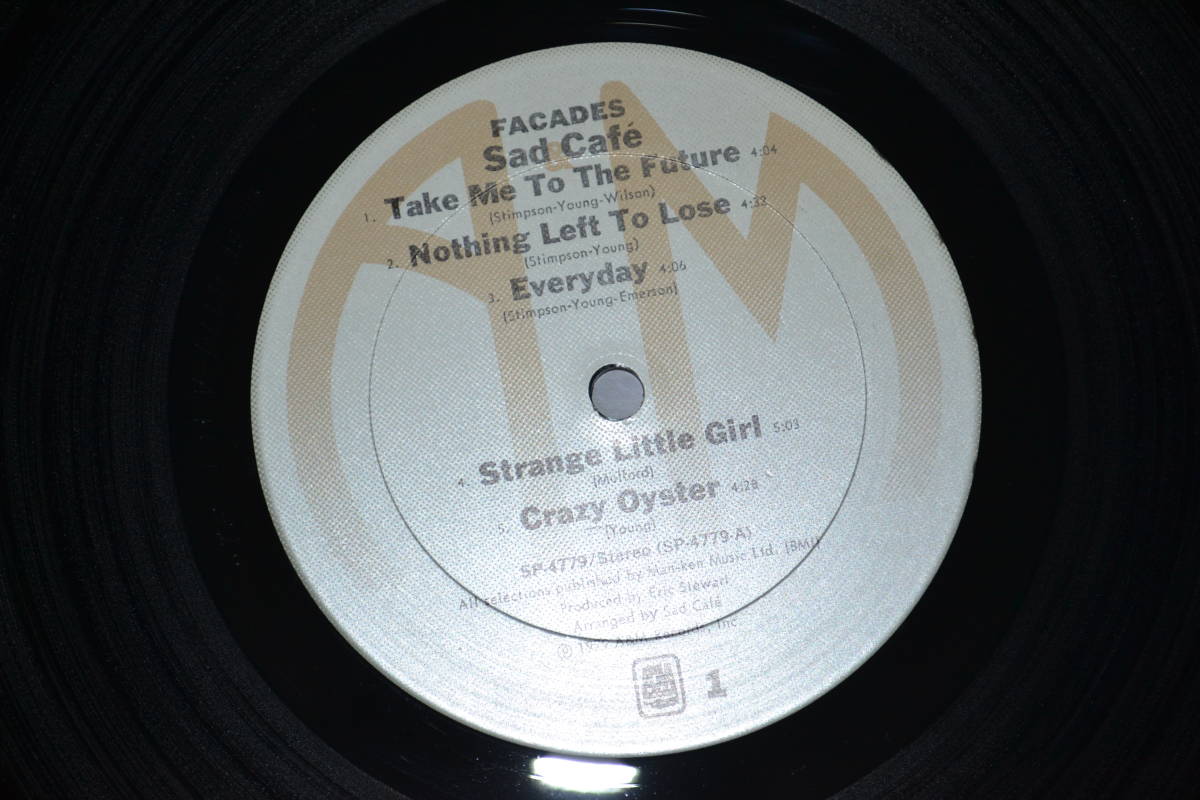 FACADES
Sad Café
1. Take Me To The Future 4:04
(Stimpson-Young-Wilson)
2. Nothing Left To Lose 4:33
(Stimpson-Young)
3. Everyday 4:06
(Stimpson-Young-Emerson)
4. Strange Little Girl 5:03
(Mulford)
5. Crazy Oyster 4:28
(Young)
SP-4779/Stereo (SP-4779-A)
All selections published by Man-ken Music Ltd. (BMI)
Produced by Eric Stewart
Arranged by Sad Café
℗ 1979 A&M Records, Inc.
1